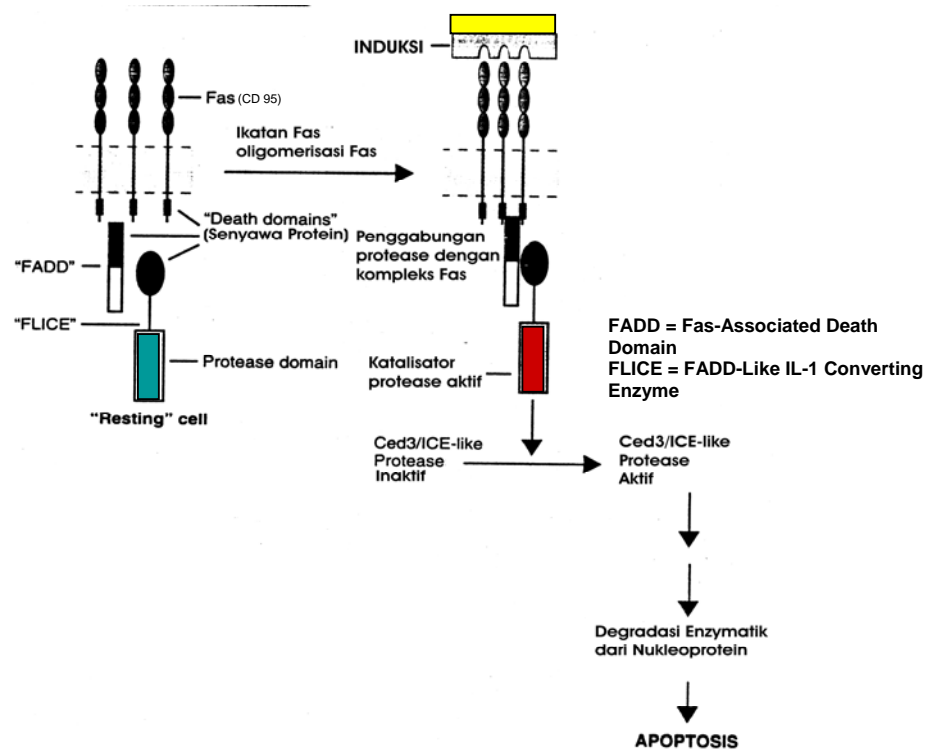 INDUKSI
Fas (CD 95)
Ikatan Fas
oligomerisasi Fas
"Death domains"
(Senyawa Protein)
Penggabungan
protease dengan
kompleks Fas
"FADD"
"FLICE"
Protease domain
"Resting" cell
Katalisator
protease aktif
FADD = Fas-Associated Death
Domain
FLICE = FADD-Like IL-1 Converting
Enzyme
Ced3/ICE-like
Protease
Inaktif
Ced3/ICE-like
Protease
Aktif
Degradasi Enzymatik
dari Nukleoprotein
APOPTOSIS